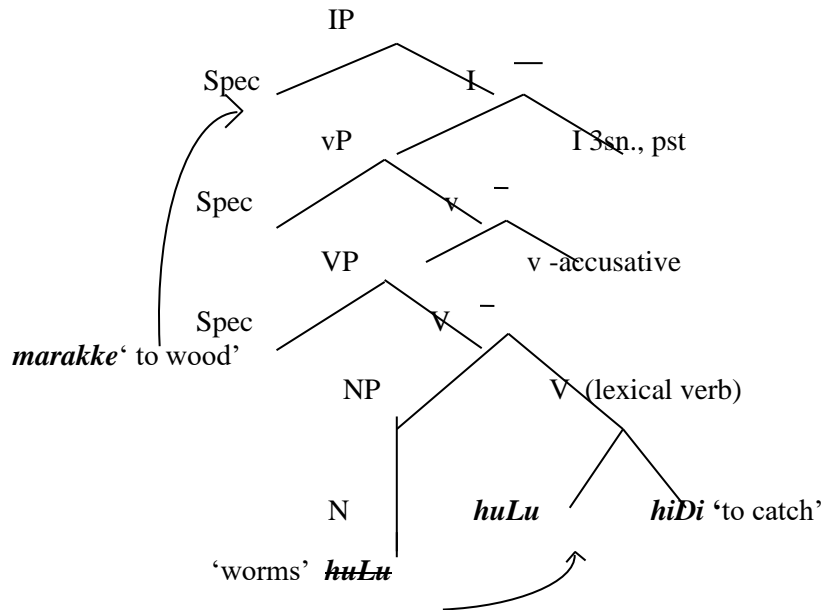 IP
Spec I
vP I 3sn., pst
Spec v
VP v -accusative
Spec V
marakke‘ to wood’
NP V (lexical verb)
N huLu hiDi ‘to catch’
‘worms’ huLu